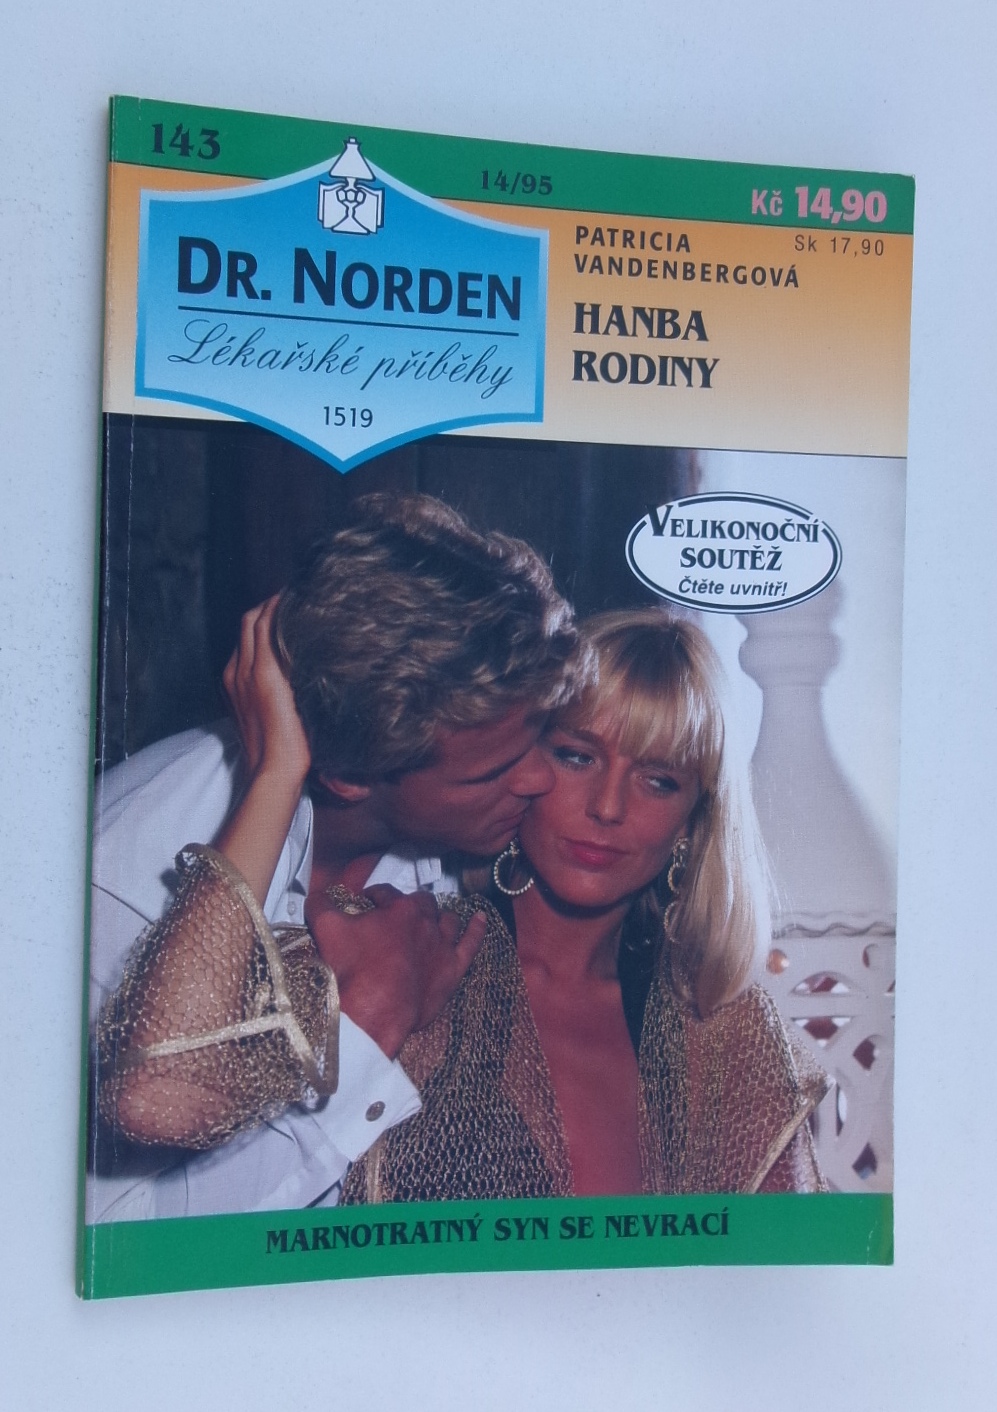 143
14/95
Kč 14,90
Sk 17,90
DR. NORDEN
Lékařské příběhy
1519
PATRICIA
VANDENBERGOVÁ
HANBA
RODINY
VELIKONOČNÍ
SOUTĚŽ
Čtěte uvnitř!
MARNOTRATNÝ SYN SE NEVRACÍ